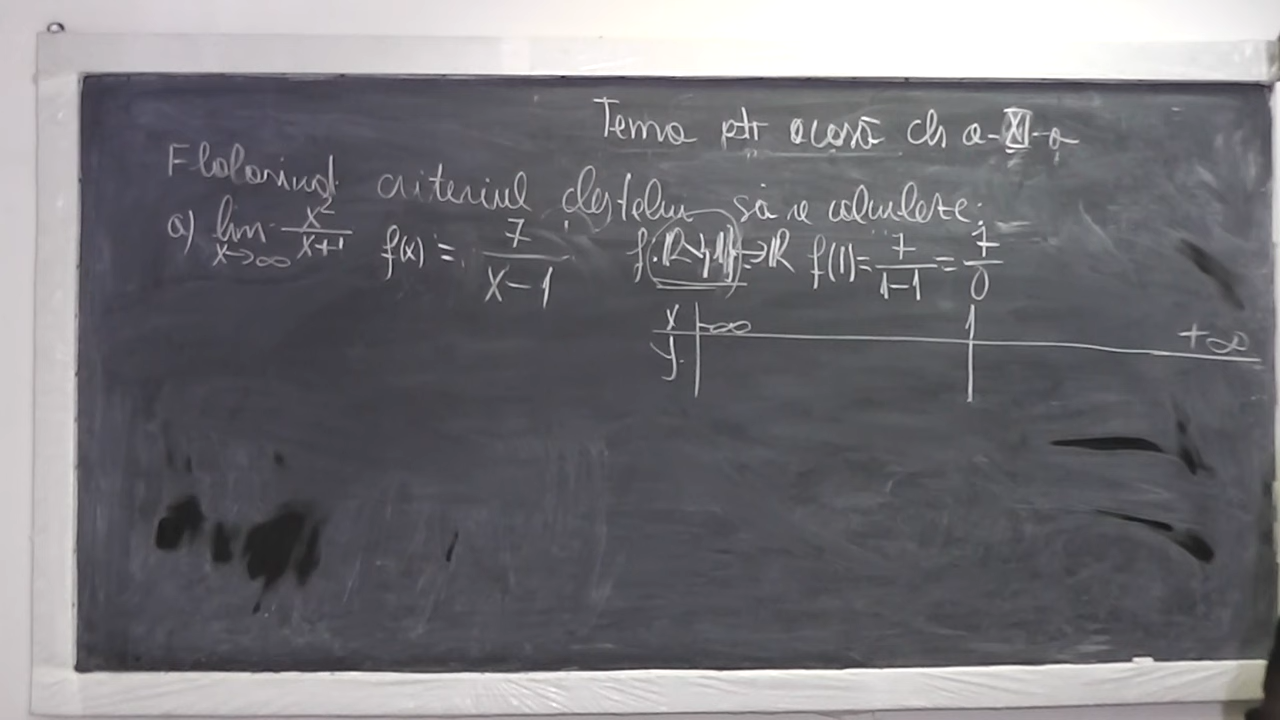 Tema ptr acasă cls a-XI-a
criteriul cleștelui să se calculeze:
a) lim x→∞ x²/x+1 f(x) = 7/x-1 f: R\{1}→R f(1)= 7/1-1 = 7/0
x -∞ 1 +∞
y